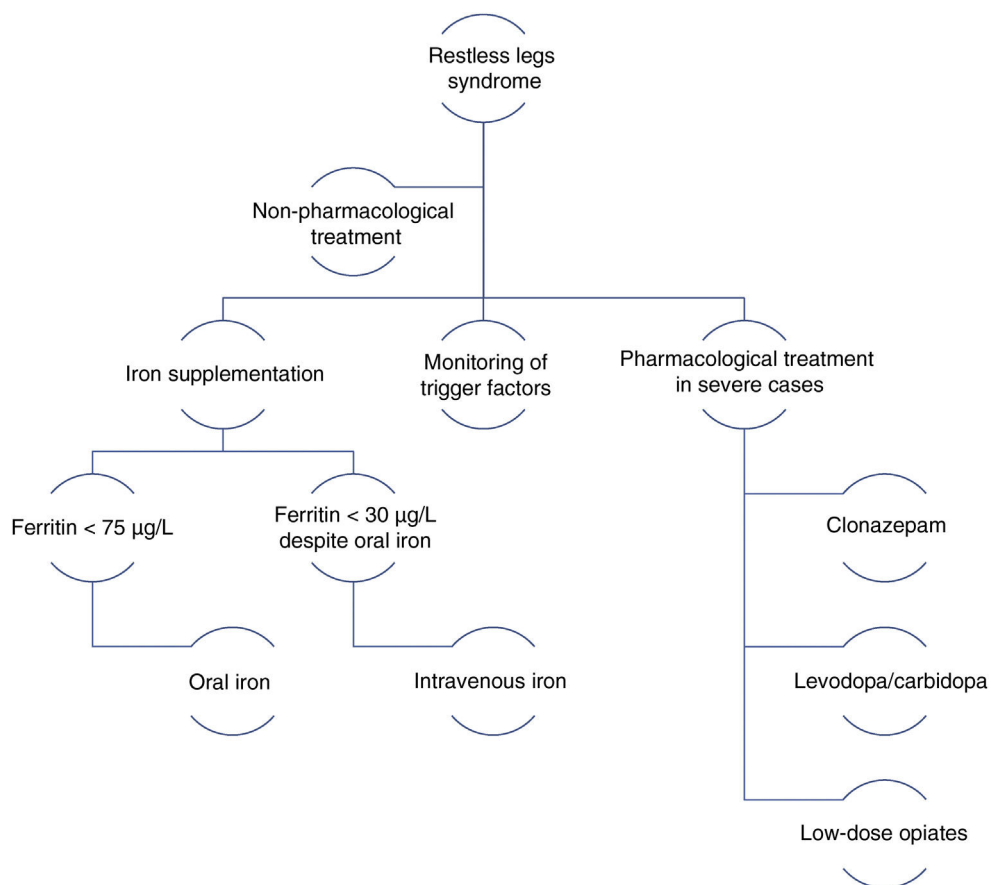 Restless legs
syndrome
Non-pharmacological
treatment
Iron supplementation
Monitoring of
trigger factors
Pharmacological treatment
in severe cases
Ferritin < 75 µg/L
Ferritin < 30 µg/L
despite oral iron
Clonazepam
Oral iron
Intravenous iron
Levodopa/carbidopa
Low-dose opiates